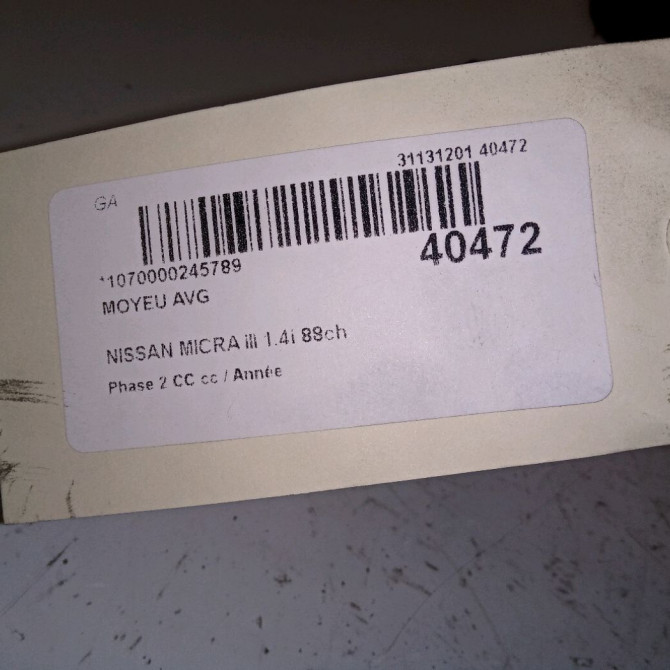 31131201 40472
GA
40472
*1070000245789
MOYEU AVG
NISSAN MICRA iii 1.4i 88ch
Phase 2 CC cc / Année